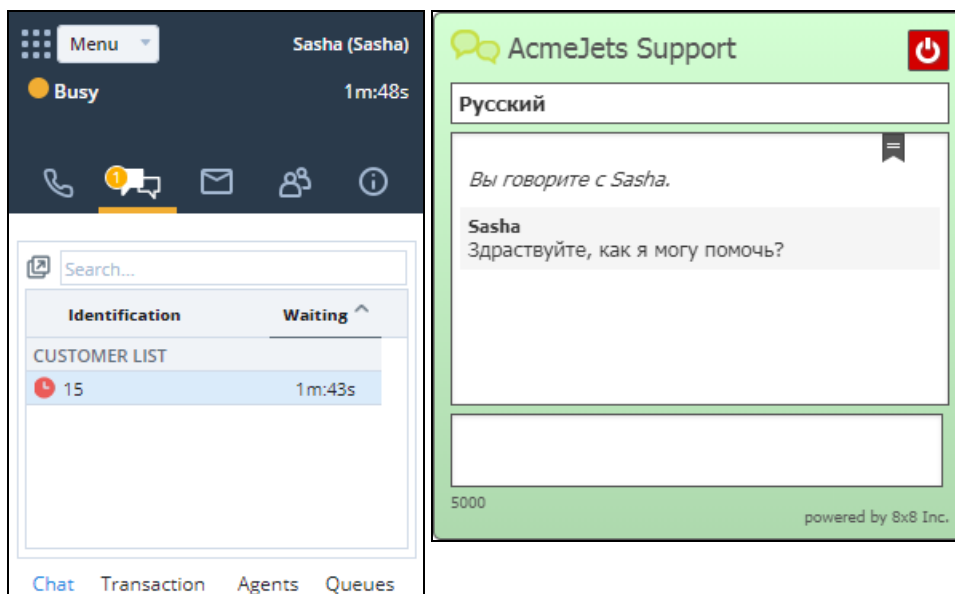 Menu
Sasha (Sasha)
Busy
1m:48s
1
Search...
Identification
Waiting
CUSTOMER LIST
15
1m:43s
Chat Transaction Agents Queues
AcmeJets Support
Русский
Вы говорите с Sasha.
Sasha
Здраствуйте, как я могу помочь?
5000
powered by 8x8 Inc.